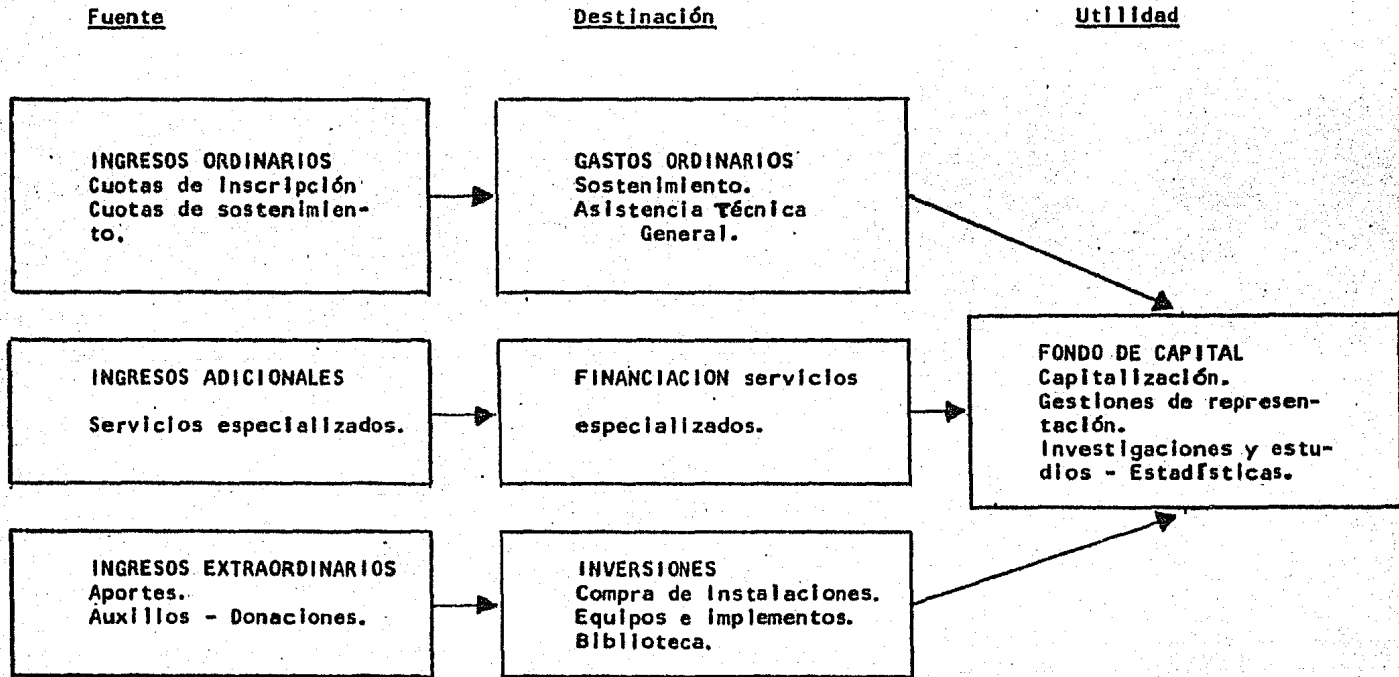 Fuente
Destinación
Utilidad
INGRESOS ORDINARIOS
Cuotas de inscripción
Cuotas de sostenimien-
to.
GASTOS ORDINARIOS
Sostenimiento.
Asistencia Técnica
General.
INGRESOS ADICIONALES
Servicios especializados.
FINANCIACION servicios
especializados.
FONDO DE CAPITAL
Capitalización.
Gestiones de represen-
tación.
Investigaciones y estu-
dios - Estadísticas.
INGRESOS EXTRAORDINARIOS
Aportes.
Auxilios - Donaciones.
INVERSIONES
Compra de Instalaciones.
Equipos e implementos.
Biblioteca.